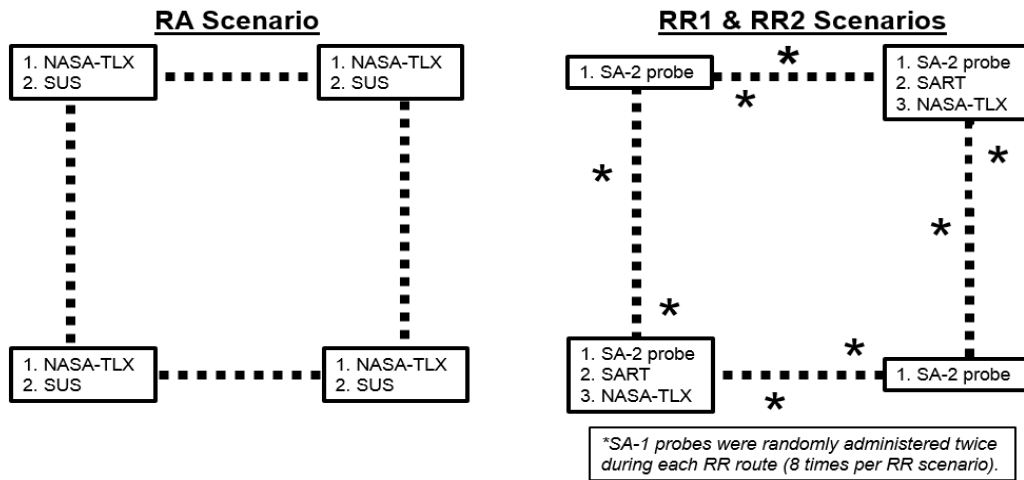 RA Scenario
1. NASA-TLX
2. SUS
1. NASA-TLX
2. SUS
1. NASA-TLX
2. SUS
1. NASA-TLX
2. SUS
RR1 & RR2 Scenarios
1. SA-2 probe
*
*
1. SA-2 probe
2. SART
3. NASA-TLX
*
*
*
*
1. SA-2 probe
2. SART
3. NASA-TLX
*
*
1. SA-2 probe
*SA-1 probes were randomly administered twice
during each RR route (8 times per RR scenario).